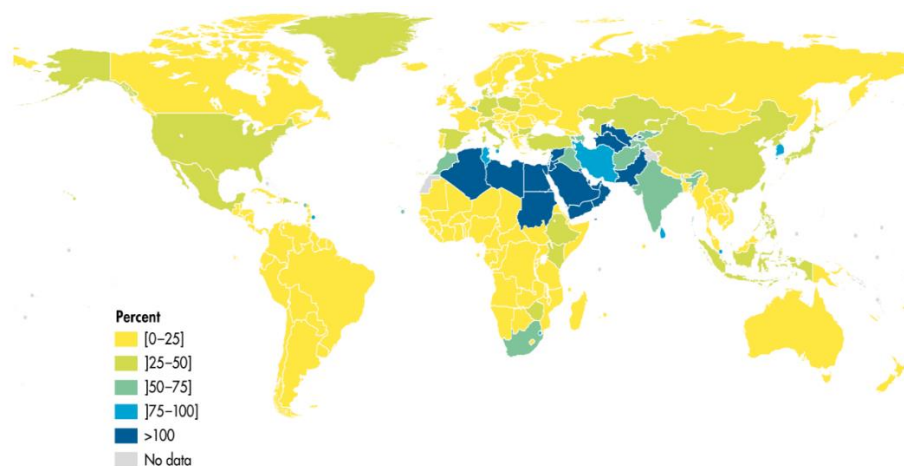 Percent
[0–25]
]25–50]
]50–75]
]75–100]
>100
No data